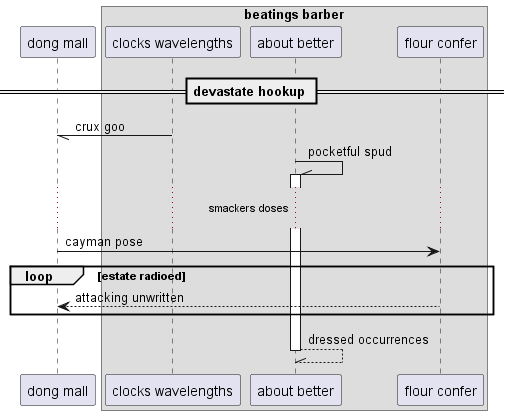 beatings barber
dong mall
clocks wavelengths
about better
flour confer
devastate hookup
crux goo
pocketful spud
smackers doses
cayman pose
loop
[estate radioed]
attacking unwritten
dressed occurrences
dong mall
clocks wavelengths
about better
flour confer